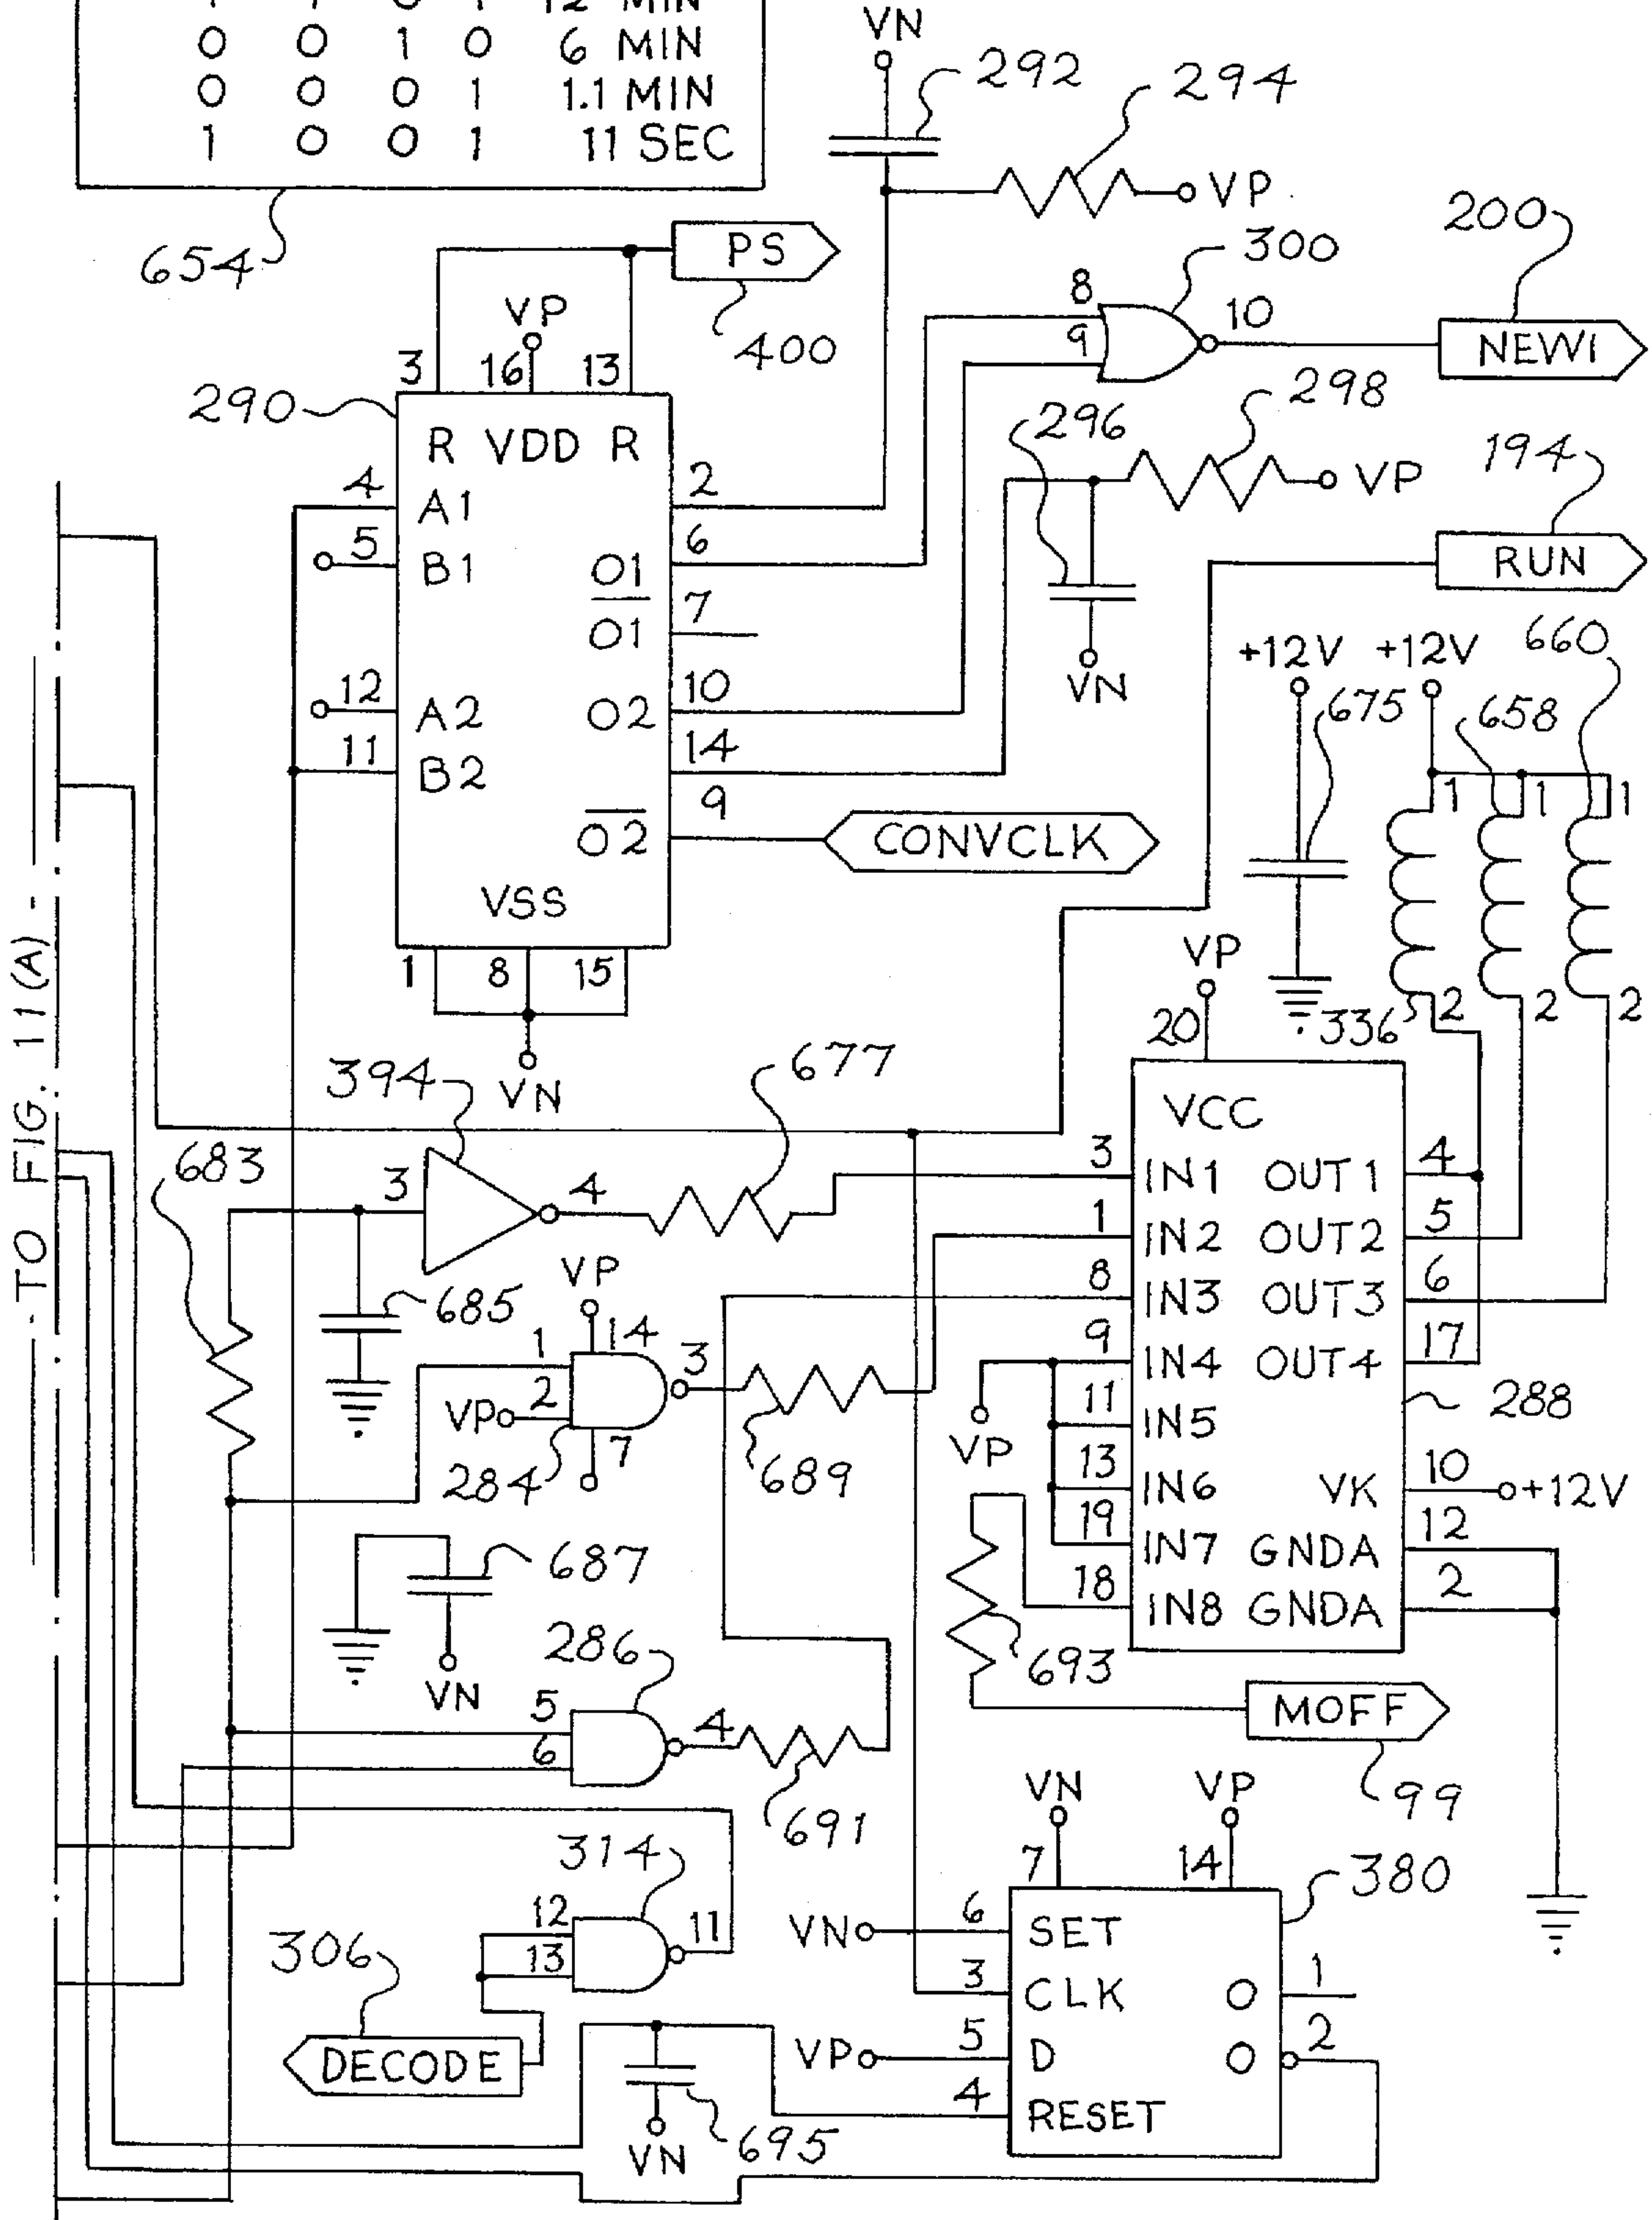 1 1 0 1 12 MIN
0 0 1 0 6 MIN
0 0 0 1 1.1 MIN
1 0 0 1 11 SEC
654
VN
292
294
VP
PS
400
VP
3 16 13
290
R VDD R
4 A1
5 B1
12 A2
11 B2
2
6 O1
7 O1
10 O2
14
9 O2
VSS
1 8 15
VN
8
9
300
10
200
NEW1
296
298
VP
VN
194
RUN
CONVCLK
+12V +12V
660
675
658
1 1 1
336
2 2 2
TO FIG. 11(A)
394
677
683
3
4
685
VP
20
VCC
3 IN1 OUT1 4
1 IN2 OUT2 5
8 IN3 OUT3 6
9 IN4 OUT4 17
11 IN5
13 IN6 VK 10 +12V
19 IN7 GNDA 12
18 IN8 GNDA 2
288
VP
VP
14
1
2
VP
3
7
284
689
687
VN
286
5
6
4
691
693
MOFF
99
314
12
13
11
306
DECODE
VN VP
7 14
380
VN 6 SET
3 CLK O 1
VP 5 D O 2
4 RESET
VN
695